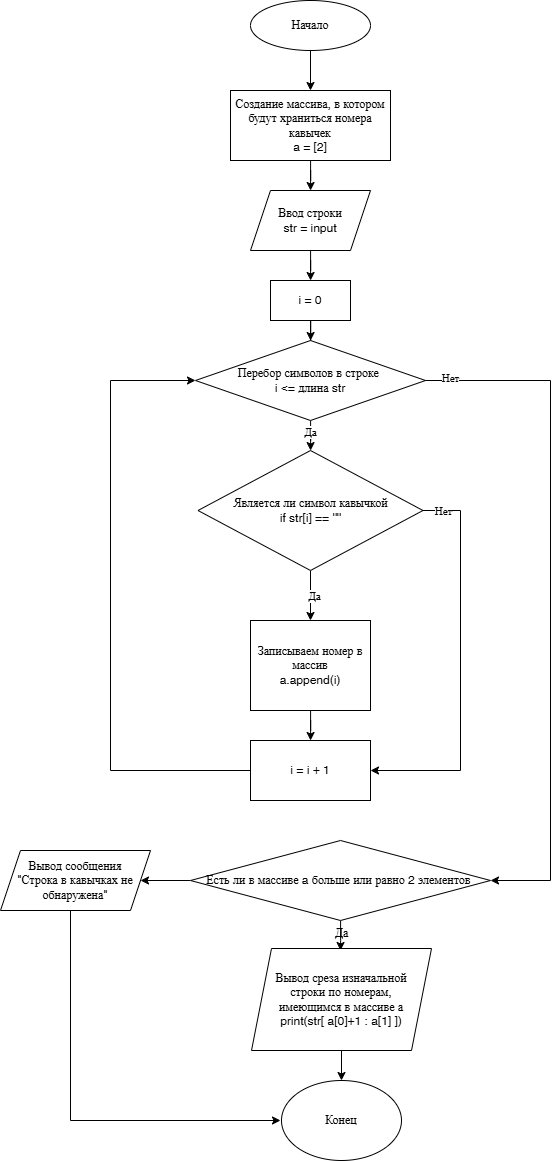 Начало
Создание массива, в котором
будут храниться номера
кавычек
a = [2]
Ввод строки
str = input
i = 0
Перебор символов в строке
i <= длина str
Нет
Да
Является ли символ кавычкой
if str[i] == '"'
Нет
Да
Записываем номер в
массив
a.append(i)
i = i + 1
Вывод сообщения
"Строка в кавычках не
обнаружена"
Есть ли в массиве а больше или равно 2 элементов
Да
Вывод среза изначальной
строки по номерам,
имеющимся в массиве а
print(str[ a[0]+1 : a[1] ])
Конец